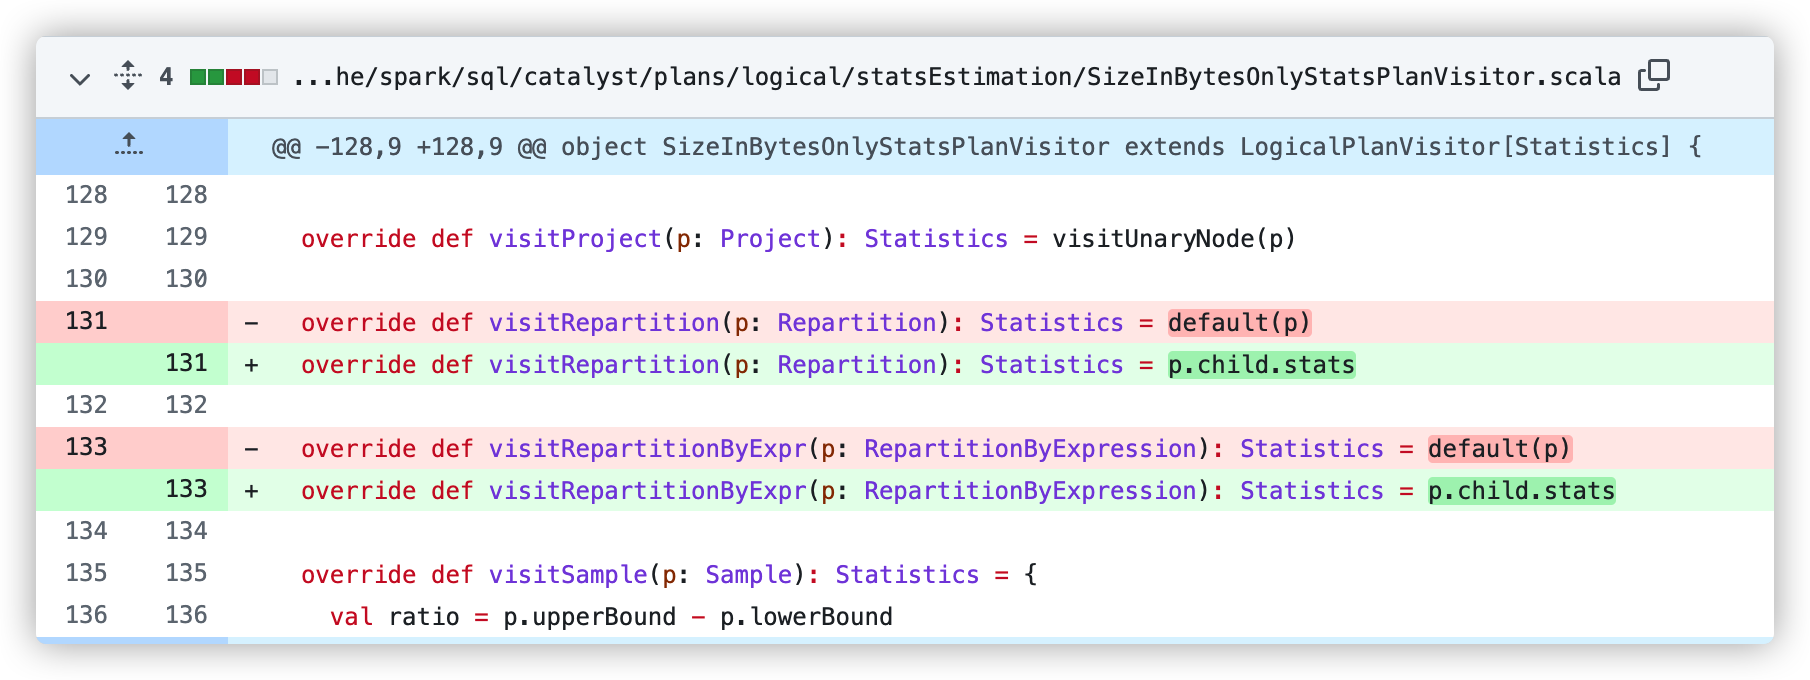 4 ...he/spark/sql/catalyst/plans/logical/statsEstimation/SizeInBytesOnlyStatsPlanVisitor.scala
@@ -128,9 +128,9 @@ object SizeInBytesOnlyStatsPlanVisitor extends LogicalPlanVisitor[Statistics] {
128 128
129 129 override def visitProject(p: Project): Statistics = visitUnaryNode(p)
130 130
131 - override def visitRepartition(p: Repartition): Statistics = default(p)
131 + override def visitRepartition(p: Repartition): Statistics = p.child.stats
132 132
133 - override def visitRepartitionByExpr(p: RepartitionByExpression): Statistics = default(p)
133 + override def visitRepartitionByExpr(p: RepartitionByExpression): Statistics = p.child.stats
134 134
135 135 override def visitSample(p: Sample): Statistics = {
136 136 val ratio = p.upperBound - p.lowerBound